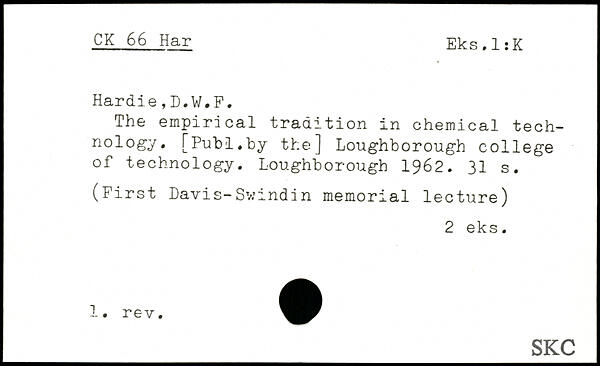 CK 66 Har
Eks.1:K
Hardie,D.W.F.
The empirical tradition in chemical tech-
nology. [Publ.by the] Loughborough college
of technology. Loughborough 1962. 31 s.
(First Davis-Swindin memorial lecture)
2 eks.
1. rev.
SKC